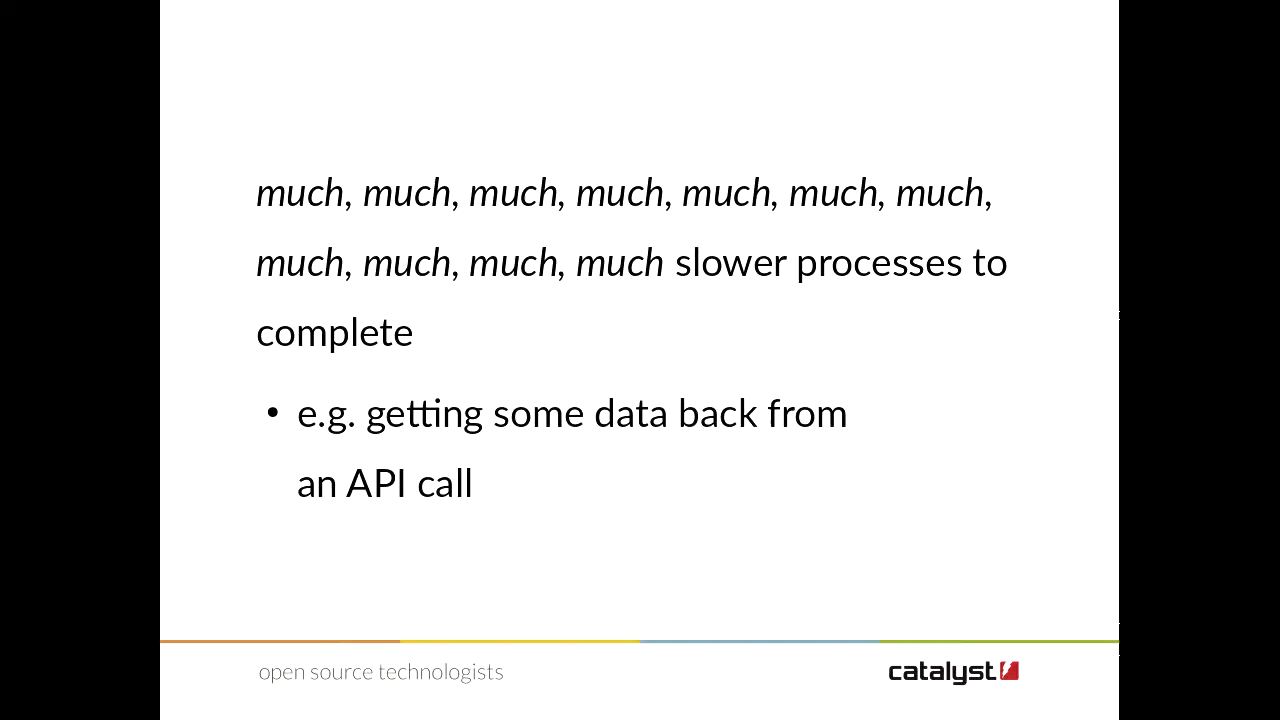 much, much, much, much, much, much, much,
much, much, much, much slower processes to
complete
• e.g. getting some data back from
an API call
open source technologists
catalyst